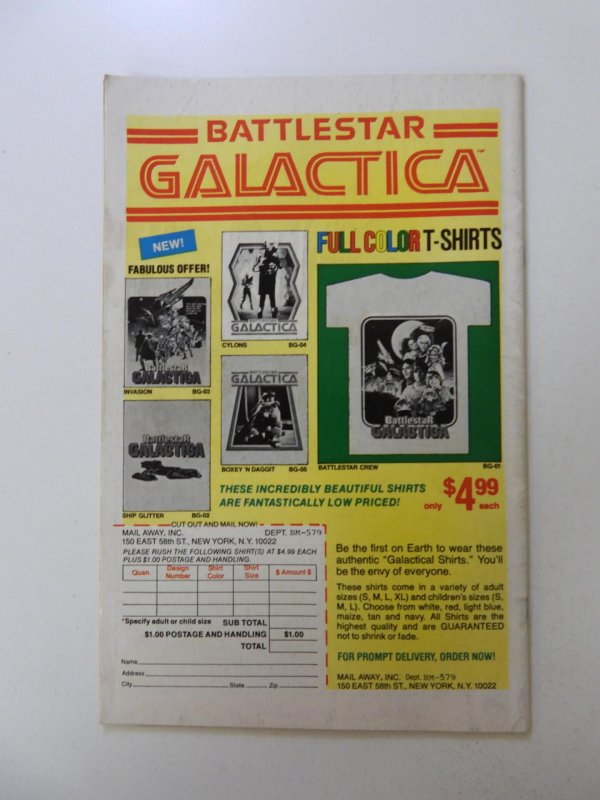 BATTLESTAR
GALACTICA™
NEW!
FABULOUS OFFER!
FULL COLOR T-SHIRTS
Battlestar
GALACTICA
INVASION BG-03
BATTLESTAR
GALACTICA
CYLONS BG-04
Battlestar
GALACTICA
SHIP GLITTER BG-02
BATTLESTAR
GALACTICA
BOXEY 'N DAGGIT BG-05
Battlestar
GALACTICA
BATTLESTAR CREW BG-01
THESE INCREDIBLY BEAUTIFUL SHIRTS
ARE FANTASTICALLY LOW PRICED!
only $4.99 each
CUT OUT AND MAIL NOW!
MAIL AWAY, INC. DEPT. BM-579
150 EAST 58th ST., NEW YORK, N.Y. 10022
PLEASE RUSH THE FOLLOWING SHIRT(S) AT $4.99 EACH
PLUS $1.00 POSTAGE AND HANDLING.
Quan. Design Number Shirt Color Shirt Size $ Amount $
*Specify adult or child size SUB TOTAL
$1.00 POSTAGE AND HANDLING $1.00
TOTAL
Name
Address
City State Zip
Be the first on Earth to wear these
authentic "Galactical Shirts." You'll
be the envy of everyone.
These shirts come in a variety of adult
sizes (S, M, L, XL) and children's sizes (S,
M, L). Choose from white, red, light blue,
maize, tan and navy. All Shirts are the
highest quality and are GUARANTEED
not to shrink or fade.
FOR PROMPT DELIVERY, ORDER NOW!
MAIL AWAY, INC. Dept. BM-579
150 EAST 58th ST., NEW YORK, N.Y. 10022